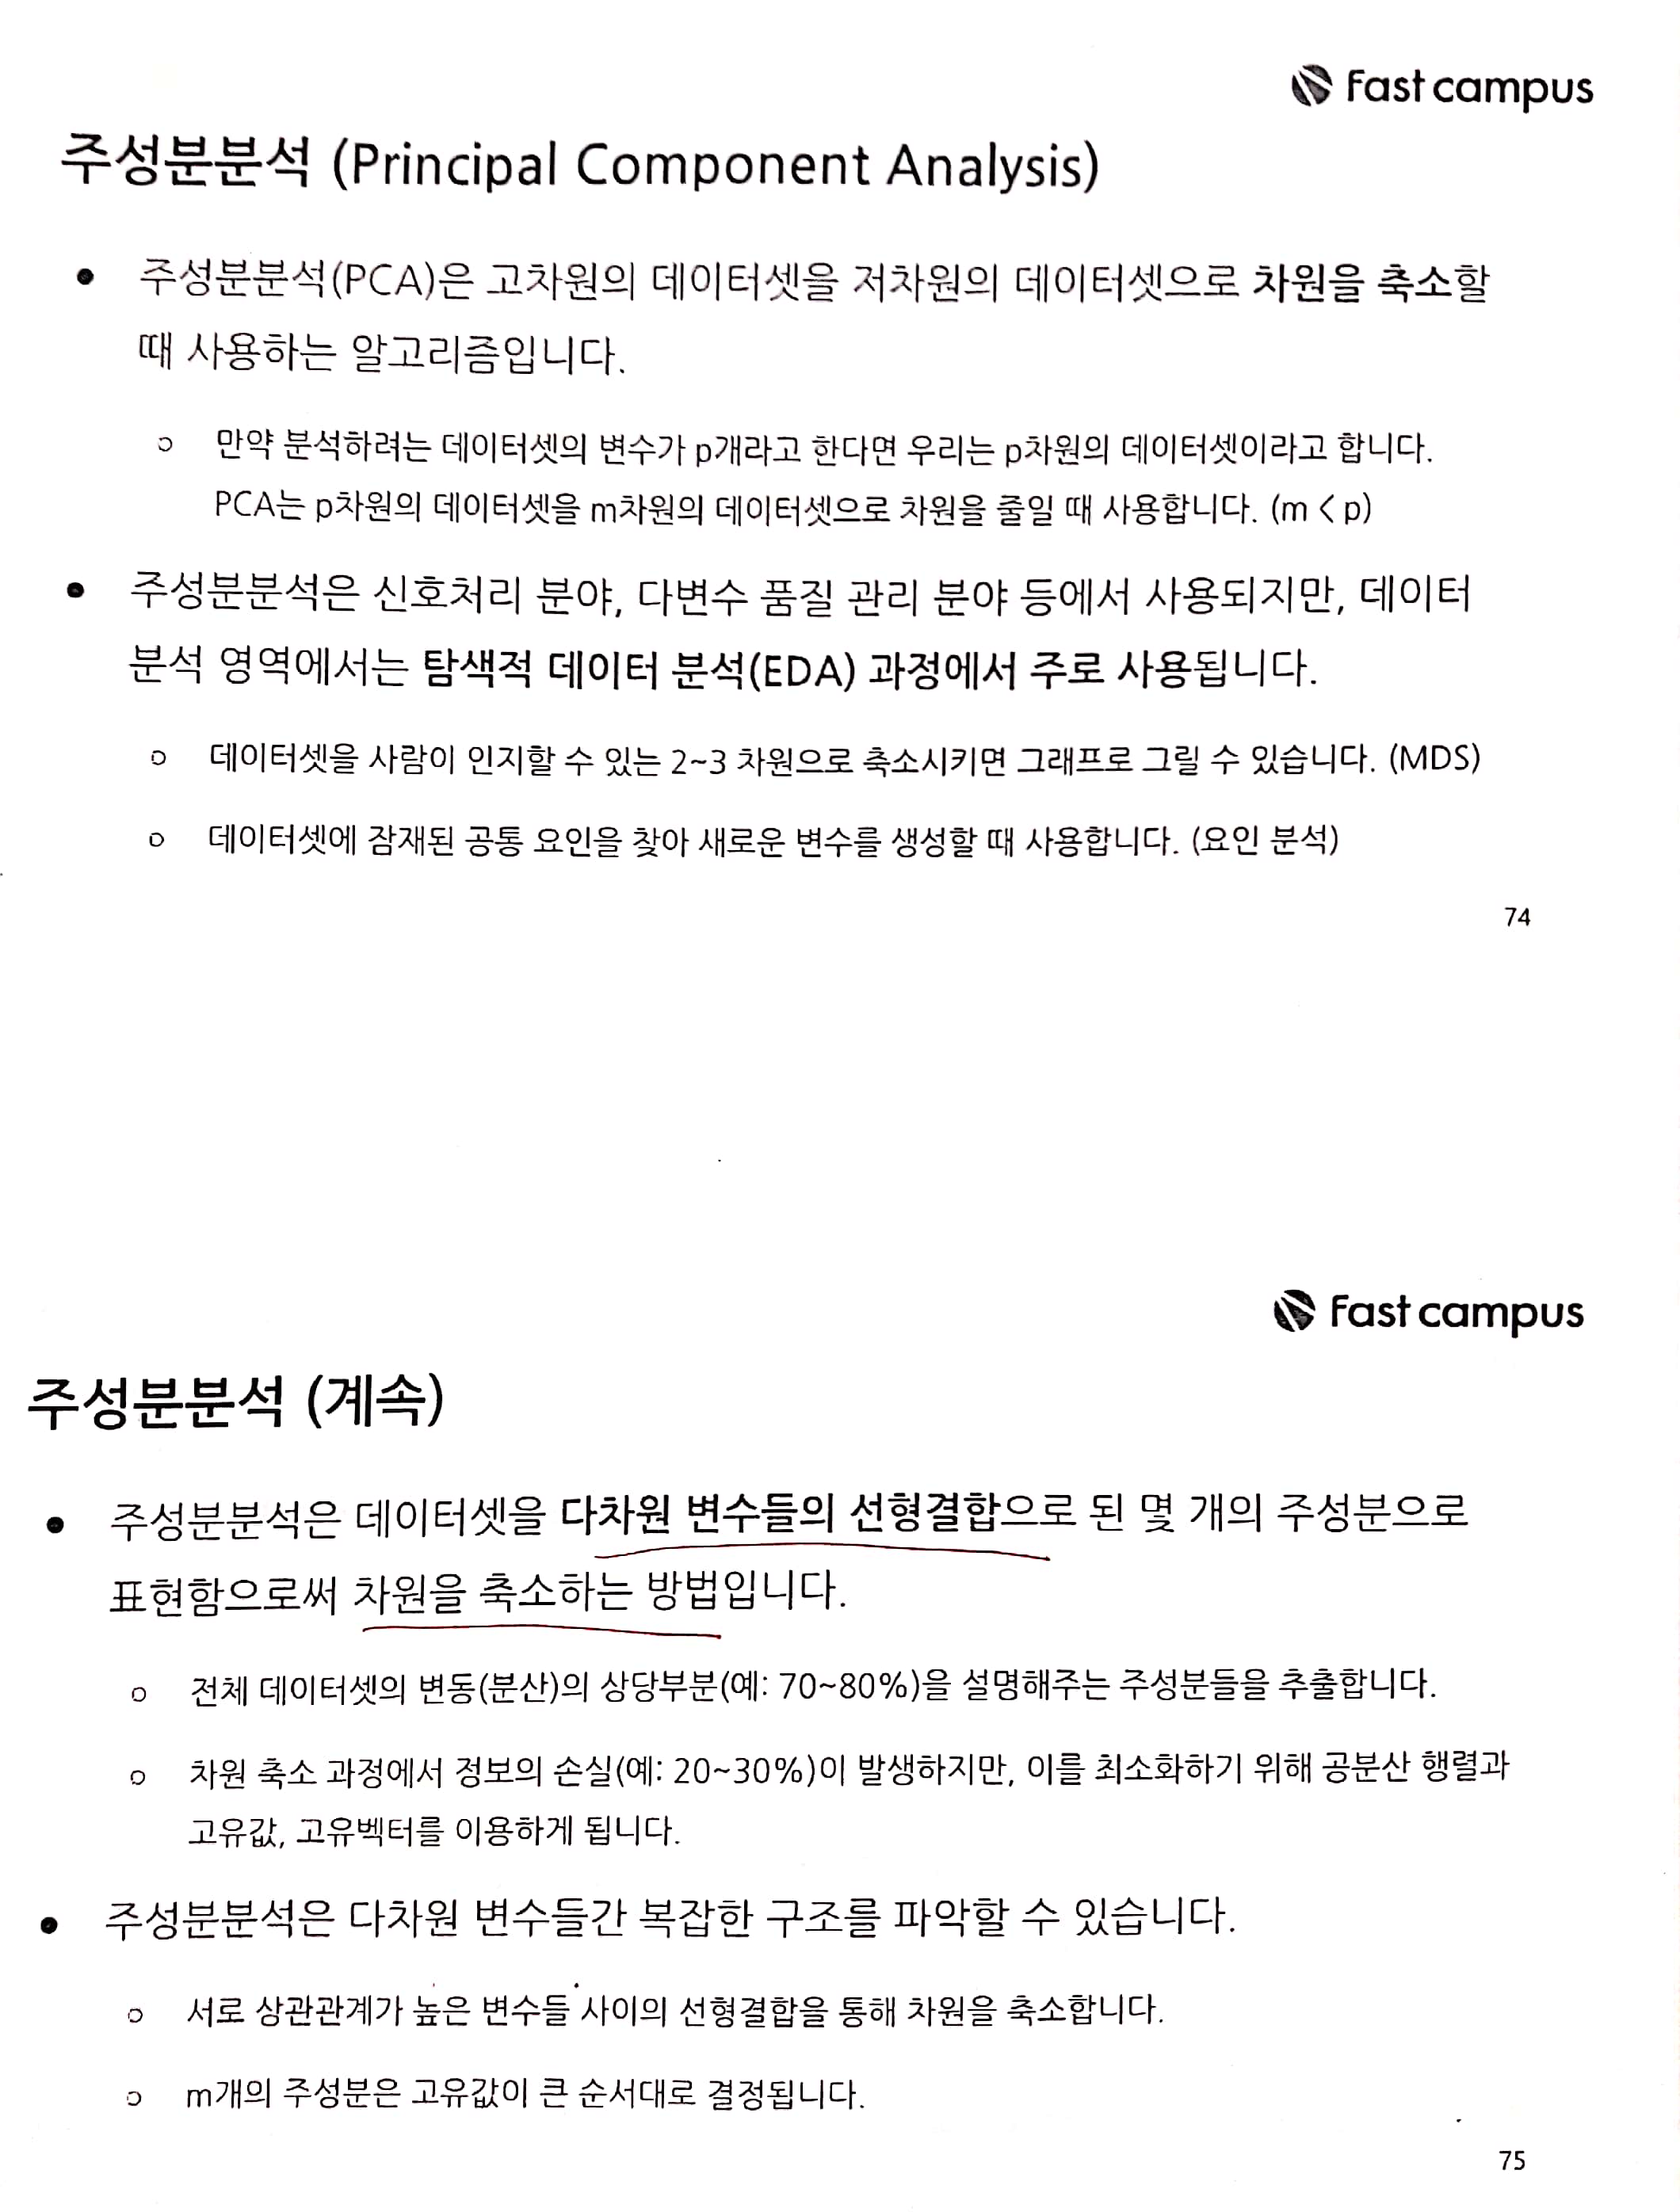 Fast campus
주성분분석 (Principal Component Analysis)
● 주성분분석(PCA)은 고차원의 데이터셋을 저차원의 데이터셋으로 차원을 축소할
때 사용하는 알고리즘입니다.
○ 만약 분석하려는 데이터셋의 변수가 p개라고 한다면 우리는 p차원의 데이터셋이라고 합니다.
PCA는 p차원의 데이터셋을 m차원의 데이터셋으로 차원을 줄일 때 사용합니다. (m < p)
● 주성분분석은 신호처리 분야, 다변수 품질 관리 분야 등에서 사용되지만, 데이터
분석 영역에서는 탐색적 데이터 분석(EDA) 과정에서 주로 사용됩니다.
○ 데이터셋을 사람이 인지할 수 있는 2~3 차원으로 축소시키면 그래프로 그릴 수 있습니다. (MDS)
○ 데이터셋에 잠재된 공통 요인을 찾아 새로운 변수를 생성할 때 사용합니다. (요인 분석)
74
Fast campus
주성분분석 (계속)
● 주성분분석은 데이터셋을 다차원 변수들의 선형결합으로 된 몇 개의 주성분으로
표현함으로써 차원을 축소하는 방법입니다.
○ 전체 데이터셋의 변동(분산)의 상당부분(예: 70~80%)을 설명해주는 주성분들을 추출합니다.
○ 차원 축소 과정에서 정보의 손실(예: 20~30%)이 발생하지만, 이를 최소화하기 위해 공분산 행렬과
고유값, 고유벡터를 이용하게 됩니다.
● 주성분분석은 다차원 변수들간 복잡한 구조를 파악할 수 있습니다.
○ 서로 상관관계가 높은 변수들 사이의 선형결합을 통해 차원을 축소합니다.
○ m개의 주성분은 고유값이 큰 순서대로 결정됩니다.
75